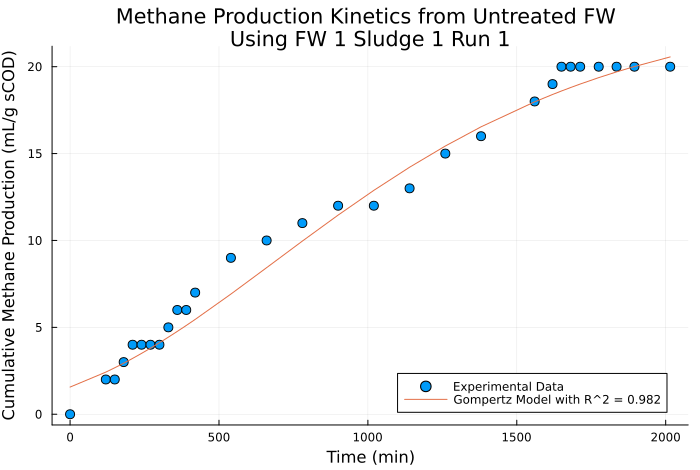 Methane Production Kinetics from Untreated FW
Using FW 1 Sludge 1 Run 1
Cumulative Methane Production (mL/g sCOD)
20
15
10
5
0
Experimental Data
Gompertz Model with R^2 = 0.982
0 500 1000 1500 2000
Time (min)